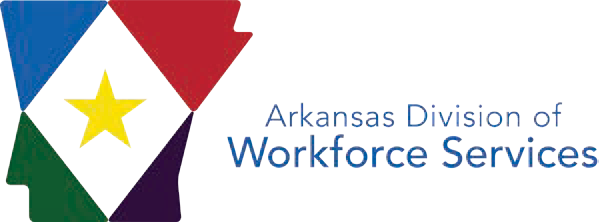 Arkansas Division of
Workforce Services